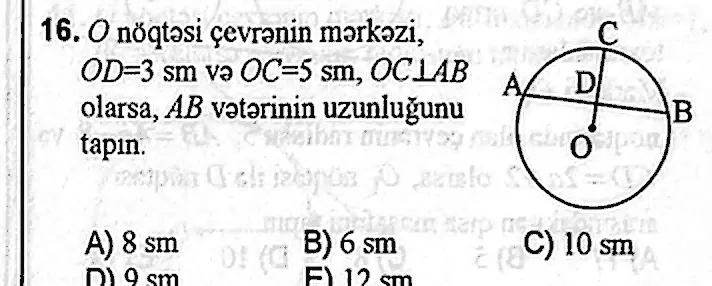 16. O nöqtəsi çevrənin mərkəzi,
OD=3 sm və OC=5 sm, OC⊥AB
olarsa, AB vətərinin uzunluğunu
tapın.
C
A D B
O
A) 8 sm B) 6 sm C) 10 sm
D) 9 sm E) 12 sm